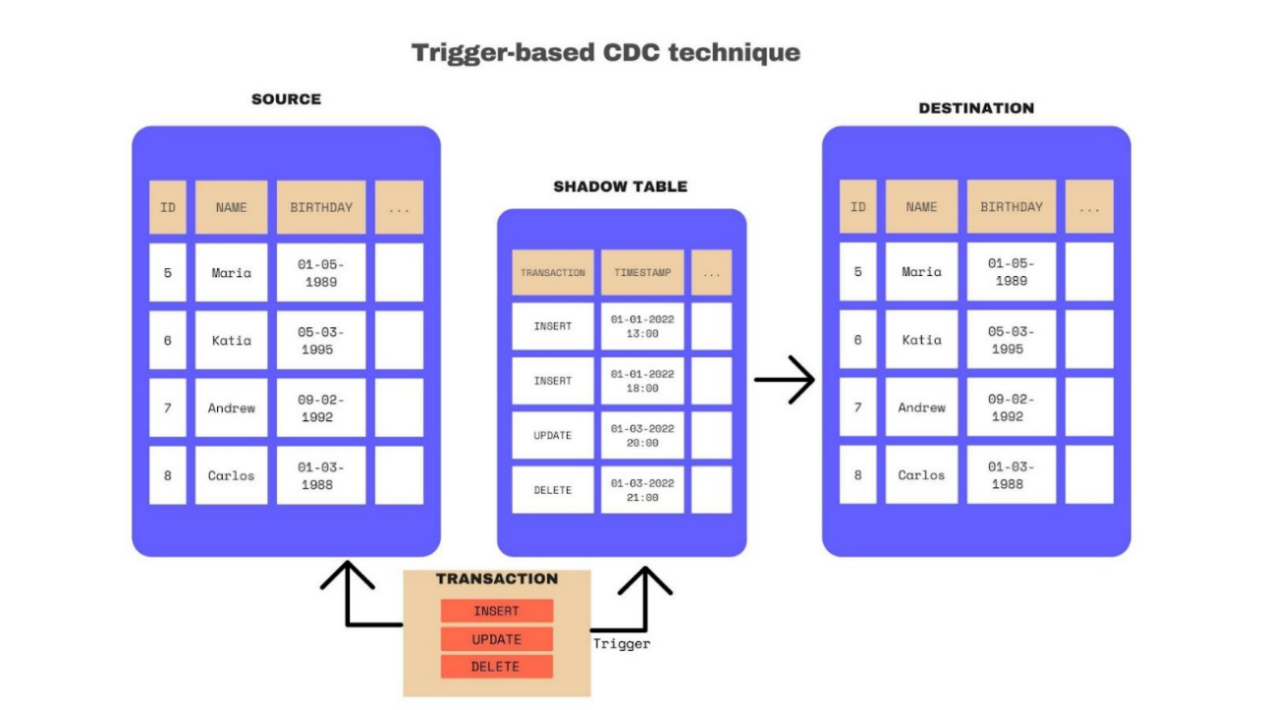 Trigger-based CDC technique
SOURCE
ID NAME BIRTHDAY ...
5 Maria 01-05-
1989
6 Katia 05-03-
1995
7 Andrew 09-02-
1992
8 Carlos 01-03-
1988
SHADOW TABLE
TRANSACTION TIMESTAMP ...
INSERT 01-01-2022
13:00
INSERT 01-01-2022
18:00
UPDATE 01-03-2022
20:00
DELETE 01-03-2022
21:00
DESTINATION
ID NAME BIRTHDAY ...
5 Maria 01-05-
1989
6 Katia 05-03-
1995
7 Andrew 09-02-
1992
8 Carlos 01-03-
1988
TRANSACTION
INSERT
UPDATE
DELETE
Trigger